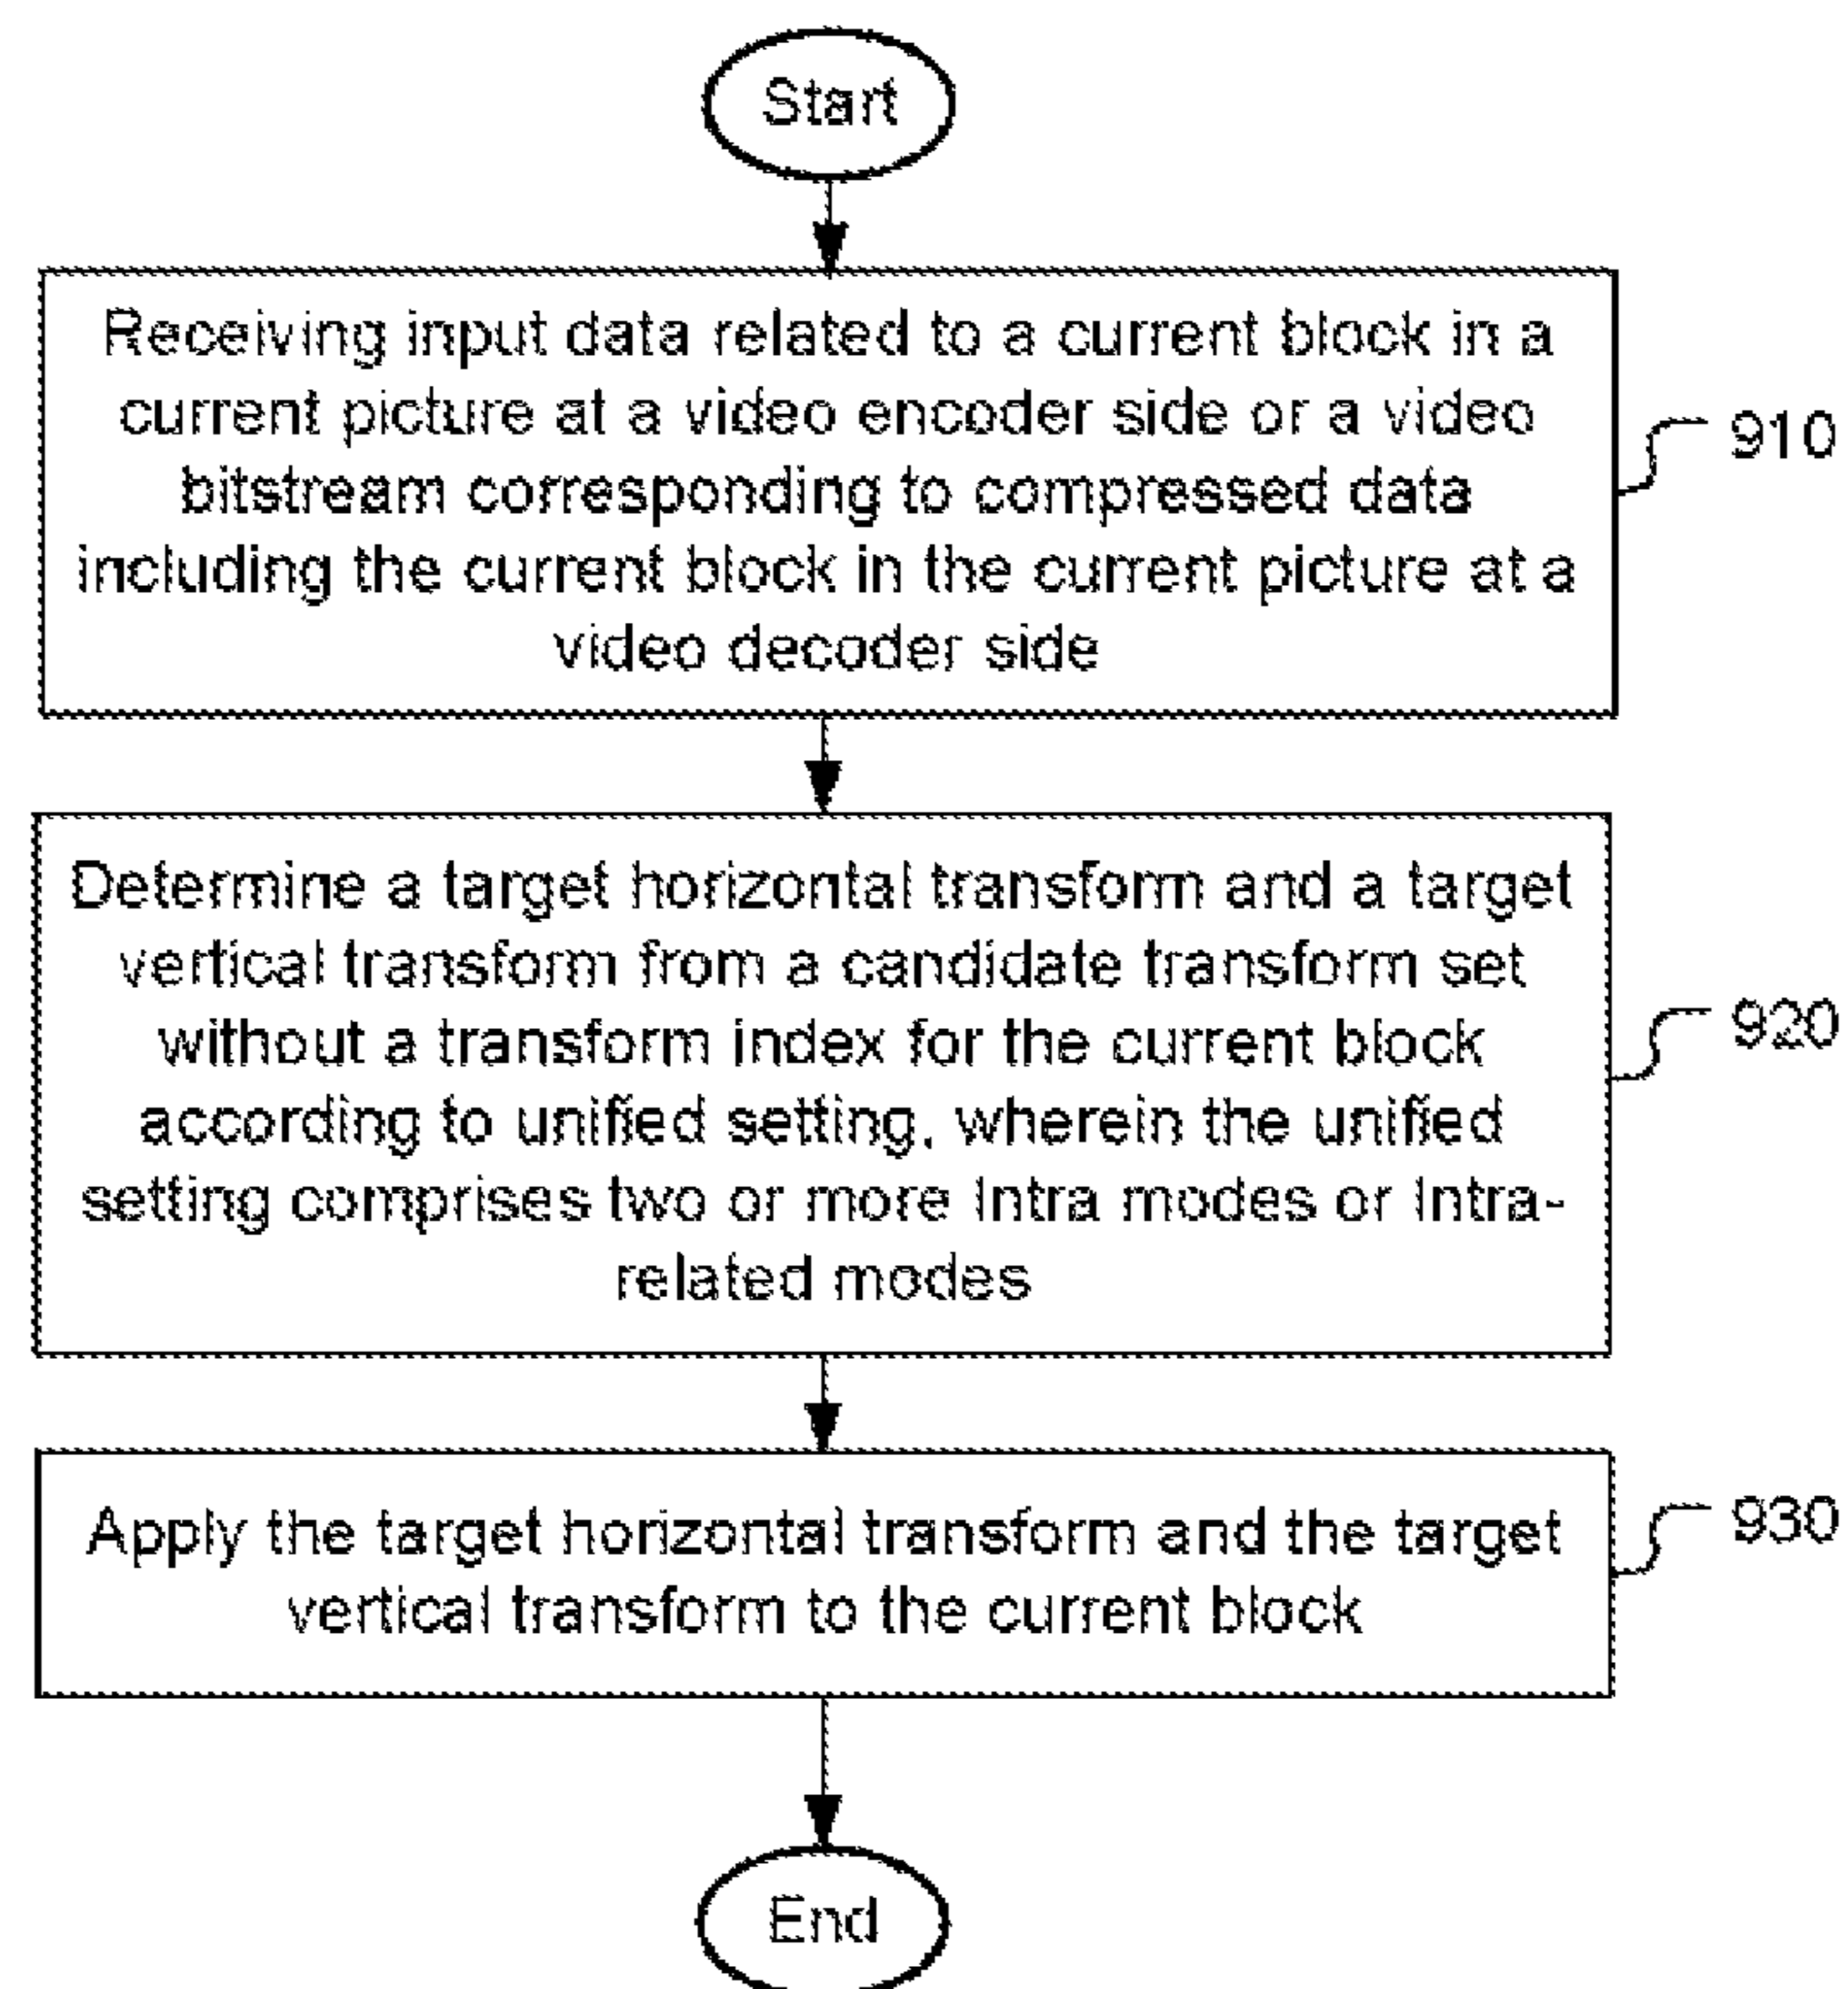 Start
Receiving input data related to a current block in a
current picture at a video encoder side or a video
bitstream corresponding to compressed data
including the current block in the current picture at a
video decoder side
910
Determine a target horizontal transform and a target
vertical transform from a candidate transform set
without a transform index for the current block
according to unified setting, wherein the unified
setting comprises two or more Intra modes or Intra-
related modes
920
Apply the target horizontal transform and the target
vertical transform to the current block
930
End